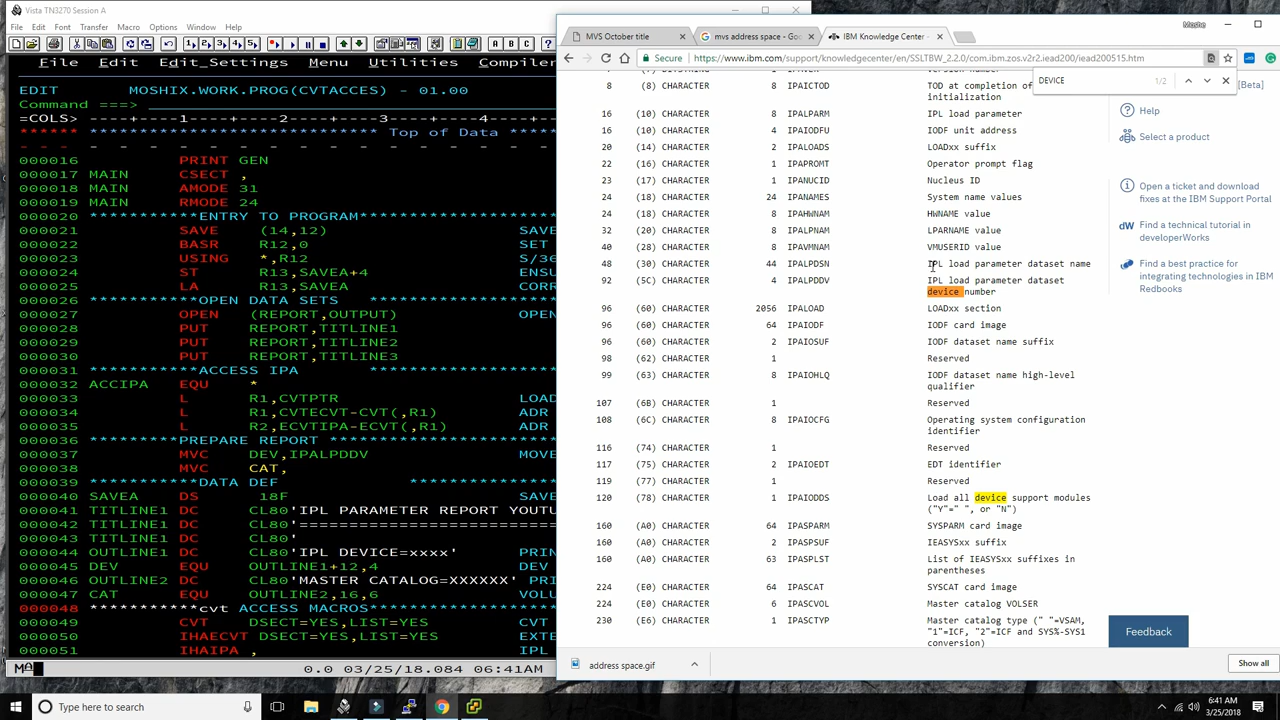 Vista TN3270 Session A
File Edit Font Transfer Macro Options Window Help
File Edit Edit_Settings Menu Utilities Compiler
EDIT MOSHIX.WORK.PROG(CVTACCES) - 01.00
Command ===>
=COLS> ----+----1----+----2----+----3----+----4----+
****** ***************************** Top of Data
000016 PRINT GEN
000017 MAIN CSECT ,
000018 MAIN AMODE 31
000019 MAIN RMODE 24
000020 ***********ENTRY TO PROGRAM*******************
000021 SAVE (14,12) SAVE
000022 BASR R12,0 SET
000023 USING *,R12 S/36
000024 ST R13,SAVEA+4 ENSU
000025 LA R13,SAVEA CORR
000026 ***********OPEN DATA SETS *******************
000027 OPEN (REPORT,OUTPUT) OPEN
000028 PUT REPORT,TITLINE1
000029 PUT REPORT,TITLINE2
000030 PUT REPORT,TITLINE3
000031 ***********ACCESS IPA *******************
000032 ACCIPA EQU *
000033 L R1,CVTPTR LOAD
000034 L R1,CVTECVT-CVT(,R1) ADR
000035 L R2,ECVTIPA-ECVT(,R1) ADR
000036 ***********PREPARE REPORT *******************
000037 MVC DEV,IPALPDDV MOVE
000038 MVC CAT,
000039 ***********DATA DEF *******************
000040 SAVEA DS 18F SAVE
000041 TITLINE1 DC CL80'IPL PARAMETER REPORT YOUTU
000042 TITLINE1 DC CL80'==========================
000043 TITLINE1 DC CL80'
000044 OUTLINE1 DC CL80'IPL DEVICE=xxxx' PRIN
000045 DEV EQU OUTLINE1+12,4 DEV
000046 OUTLINE2 DC CL80'MASTER CATALOG=XXXXXX' PRI
000047 CAT EQU OUTLINE2,16,6 VOLU
000048 ***********cvt ACCESS MACROS*******************
000049 CVT DSECT=YES,LIST=YES CVT
000050 IHAECVT DSECT=YES,LIST=YES EXTE
000051 IHAIPA , IPL
MA 0.0 03/25/18.084 06:41AM
Moshe
MVS October title
mvs address space - Goo
IBM Knowledge Center -
Secure https://www.ibm.com/support/knowledgecenter/en/SSLTBW_2.2.0/com.ibm.zos.v2r2.iead200/iead200515.htm
DEVICE 1/2
[Beta]
8 (8) CHARACTER 8 IPAICTOD TOD at completion of
initialization
16 (10) CHARACTER 8 IPALPARM IPL load parameter
16 (10) CHARACTER 4 IPAIODFU IODF unit address
20 (14) CHARACTER 2 IPALOADS LOADxx suffix
22 (16) CHARACTER 1 IPAPROMT Operator prompt flag
23 (17) CHARACTER 1 IPANUCID Nucleus ID
24 (18) CHARACTER 24 IPANAMES System name values
24 (18) CHARACTER 8 IPAHWNAM HWNAME value
32 (20) CHARACTER 8 IPALPNAM LPARNAME value
40 (28) CHARACTER 8 IPAVMNAM VMUSERID value
48 (30) CHARACTER 44 IPALPDSN IPL load parameter dataset name
92 (5C) CHARACTER 4 IPALPDDV IPL load parameter dataset
device number
96 (60) CHARACTER 2056 IPALOAD LOADxx section
96 (60) CHARACTER 64 IPAIODF IODF card image
96 (60) CHARACTER 2 IPAIOSUF IODF dataset name suffix
98 (62) CHARACTER 1 Reserved
99 (63) CHARACTER 8 IPAIOHLQ IODF dataset name high-level
qualifier
107 (6B) CHARACTER 1 Reserved
108 (6C) CHARACTER 8 IPAIOCFG Operating system configuration
identifier
116 (74) CHARACTER 1 Reserved
117 (75) CHARACTER 2 IPAIOEDT EDT identifier
119 (77) CHARACTER 1 Reserved
120 (78) CHARACTER 1 IPAIODDS Load all device support modules
("Y"=" ", or "N")
160 (A0) CHARACTER 64 IPASPARM SYSPARM card image
160 (A0) CHARACTER 2 IPASPSUF IEASYSxx suffix
160 (A0) CHARACTER 63 IPASPLST List of IEASYSxx suffixes in
parentheses
224 (E0) CHARACTER 64 IPASCAT SYSCAT card image
224 (E0) CHARACTER 6 IPASCVOL Master catalog VOLSER
230 (E6) CHARACTER 1 IPASCTYP Master catalog type (" "=VSAM,
"1"=ICF, "2"=ICF and SYS%-SYS1
conversion)
Help
Select a product
Open a ticket and download
fixes at the IBM Support Portal
dW Find a technical tutorial in
developerWorks
Find a best practice for
integrating technologies in IBM
Redbooks
Feedback
address space.gif
Show all
Type here to search
6:41 AM
3/25/2018